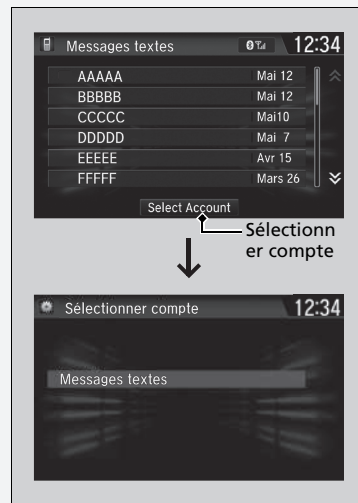 Messages textes 12:34
AAAAA Mai 12
BBBBB Mai 12
CCCCC Mai10
DDDDD Mai 7
EEEEE Avr 15
FFFFF Mars 26
Select Account
Sélectionn
er compte
Sélectionner compte 12:34
Messages textes